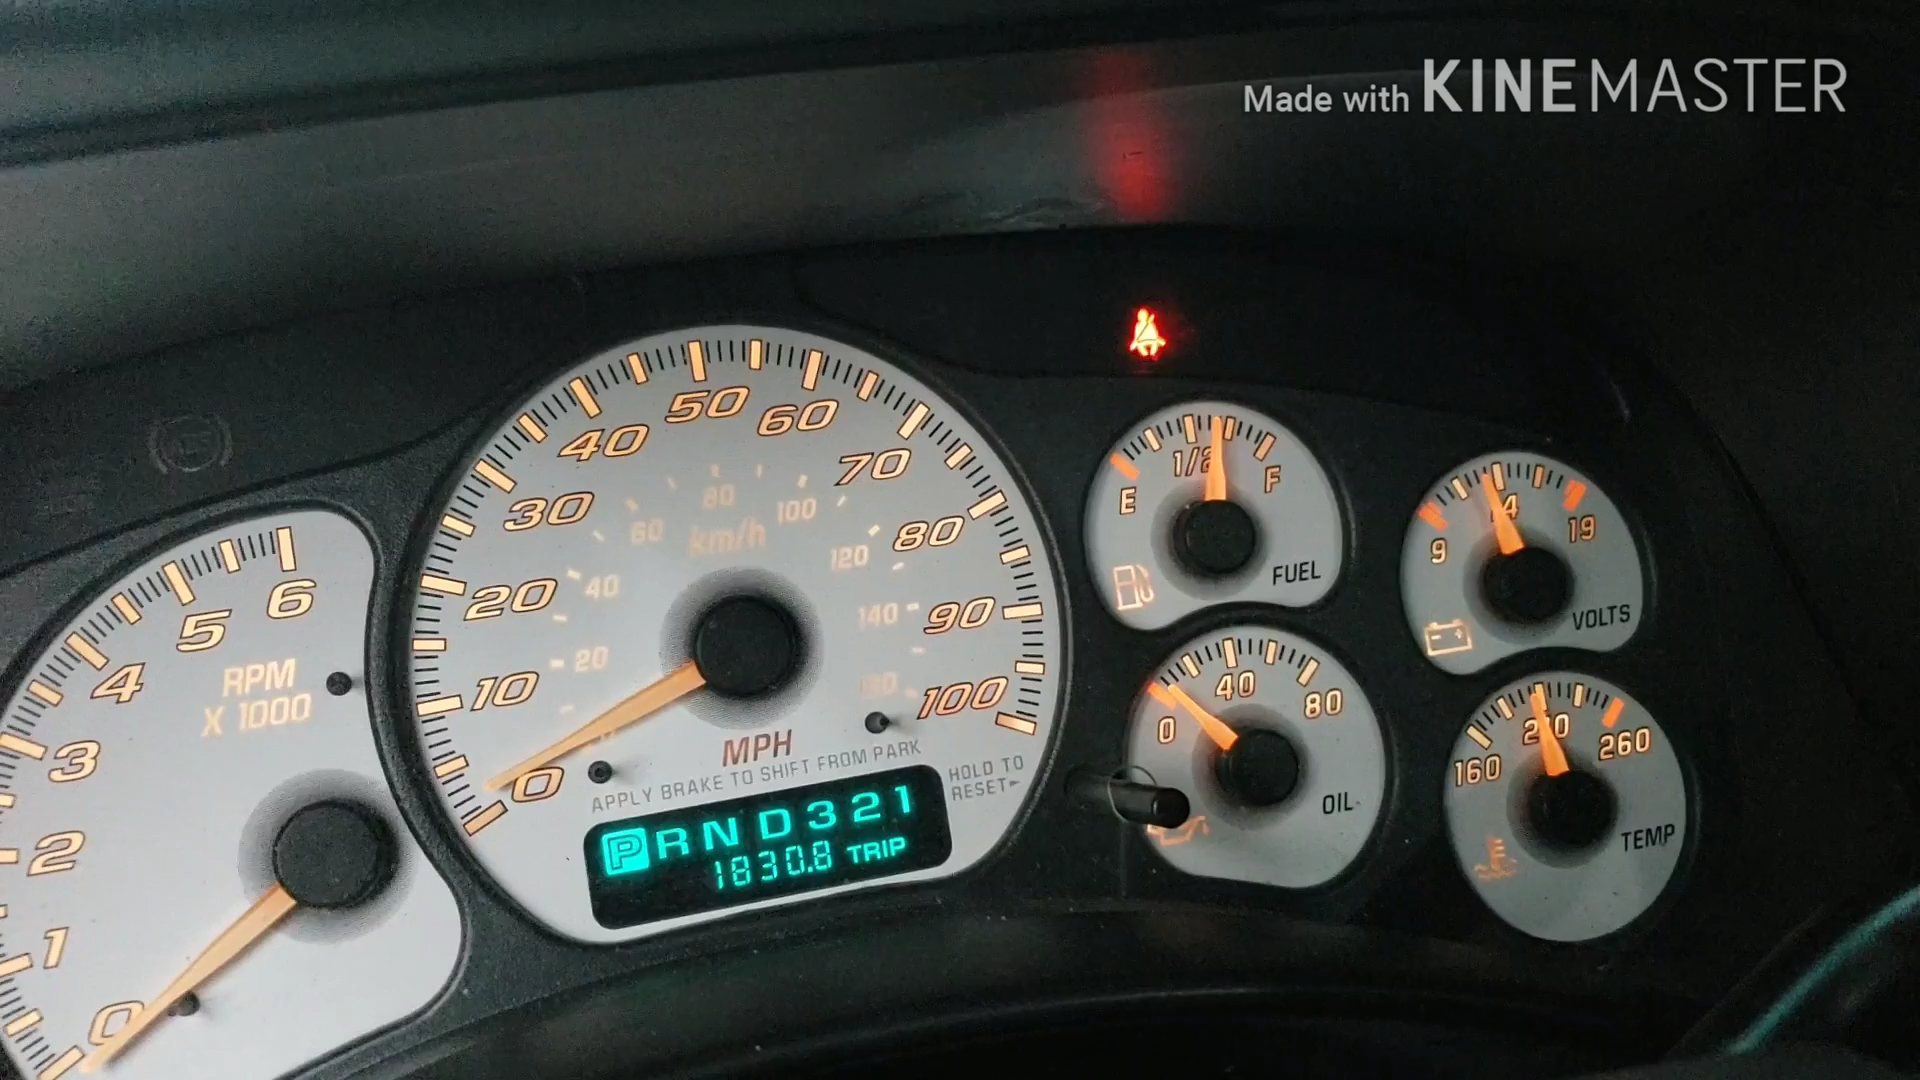 Made with KINEMASTER
0 1 2 3 4 5 6
RPM
X 1000
0 10 20 30 40 50 60 70 80 90 100
20 40 60 80 100 120 140
km/h
MPH
APPLY BRAKE TO SHIFT FROM PARK
HOLD TO
RESET
P R N D 3 2 1
1830.8 TRIP
E 1/2 F
FUEL
9 14 19
VOLTS
0 40 80
OIL
160 210 260
TEMP